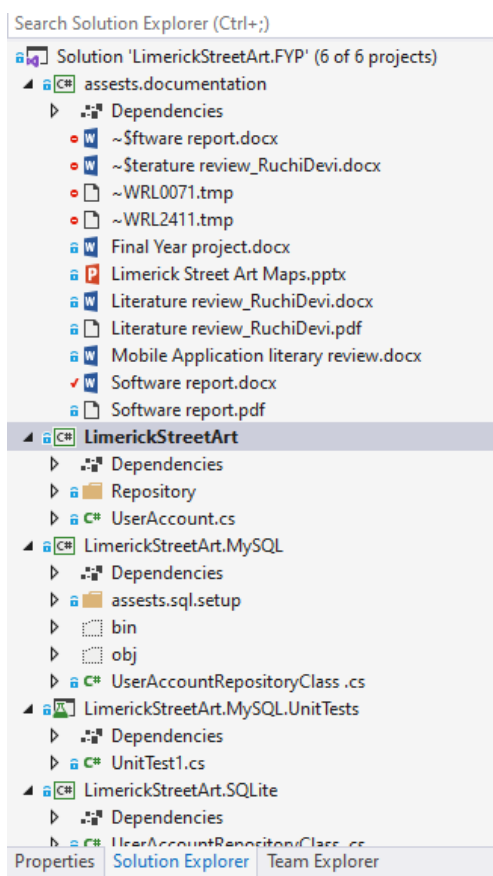 Search Solution Explorer (Ctrl+;)
Solution 'LimerickStreetArt.FYP' (6 of 6 projects)
C# assests.documentation
Dependencies
W ~$ftware report.docx
W ~$terature review_RuchiDevi.docx
~WRL0071.tmp
~WRL2411.tmp
W Final Year project.docx
P Limerick Street Art Maps.pptx
W Literature review_RuchiDevi.docx
Literature review_RuchiDevi.pdf
W Mobile Application literary review.docx
W Software report.docx
Software report.pdf
C# LimerickStreetArt
Dependencies
Repository
C# UserAccount.cs
C# LimerickStreetArt.MySQL
Dependencies
assests.sql.setup
bin
obj
C# UserAccountRepositoryClass .cs
LimerickStreetArt.MySQL.UnitTests
Dependencies
C# UnitTest1.cs
C# LimerickStreetArt.SQLite
Dependencies
C# UserAccountRepositoryClass .cs
Properties Solution Explorer Team Explorer